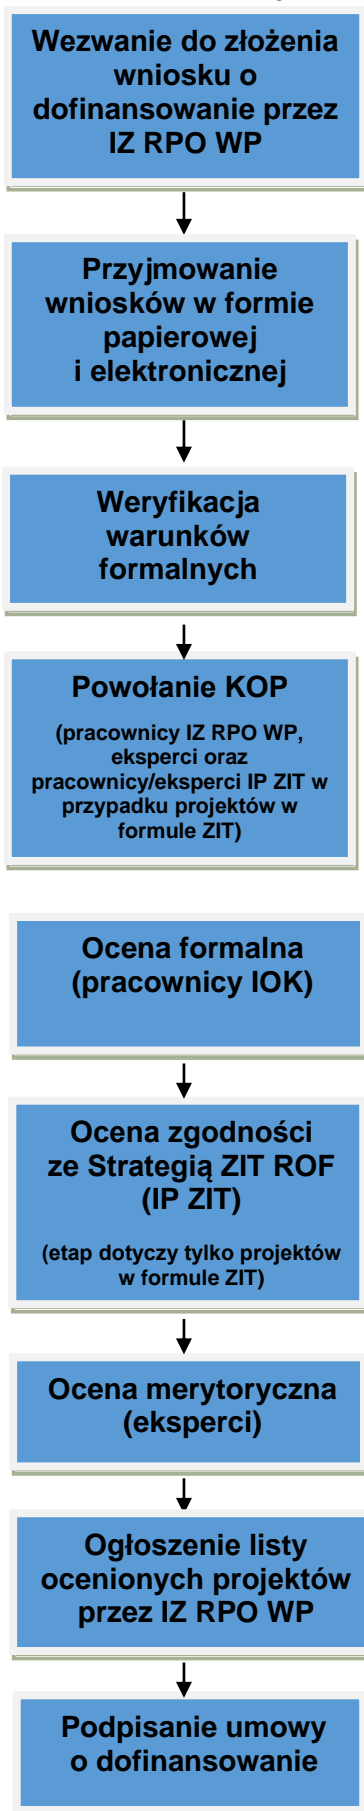 Wezwanie do złożenia
wniosku o
dofinansowanie przez
IZ RPO WP
Przyjmowanie
wniosków w formie
papierowej
i elektronicznej
Weryfikacja
warunków
formalnych
Powołanie KOP
(pracownicy IZ RPO WP,
eksperci oraz
pracownicy/eksperci IP ZIT w
przypadku projektów w
formule ZIT)
Ocena formalna
(pracownicy IOK)
Ocena zgodności
ze Strategią ZIT ROF
(IP ZIT)
(etap dotyczy tylko projektów
w formule ZIT)
Ocena merytoryczna
(eksperci)
Ogłoszenie listy
ocenionych projektów
przez IZ RPO WP
Podpisanie umowy
o dofinansowanie